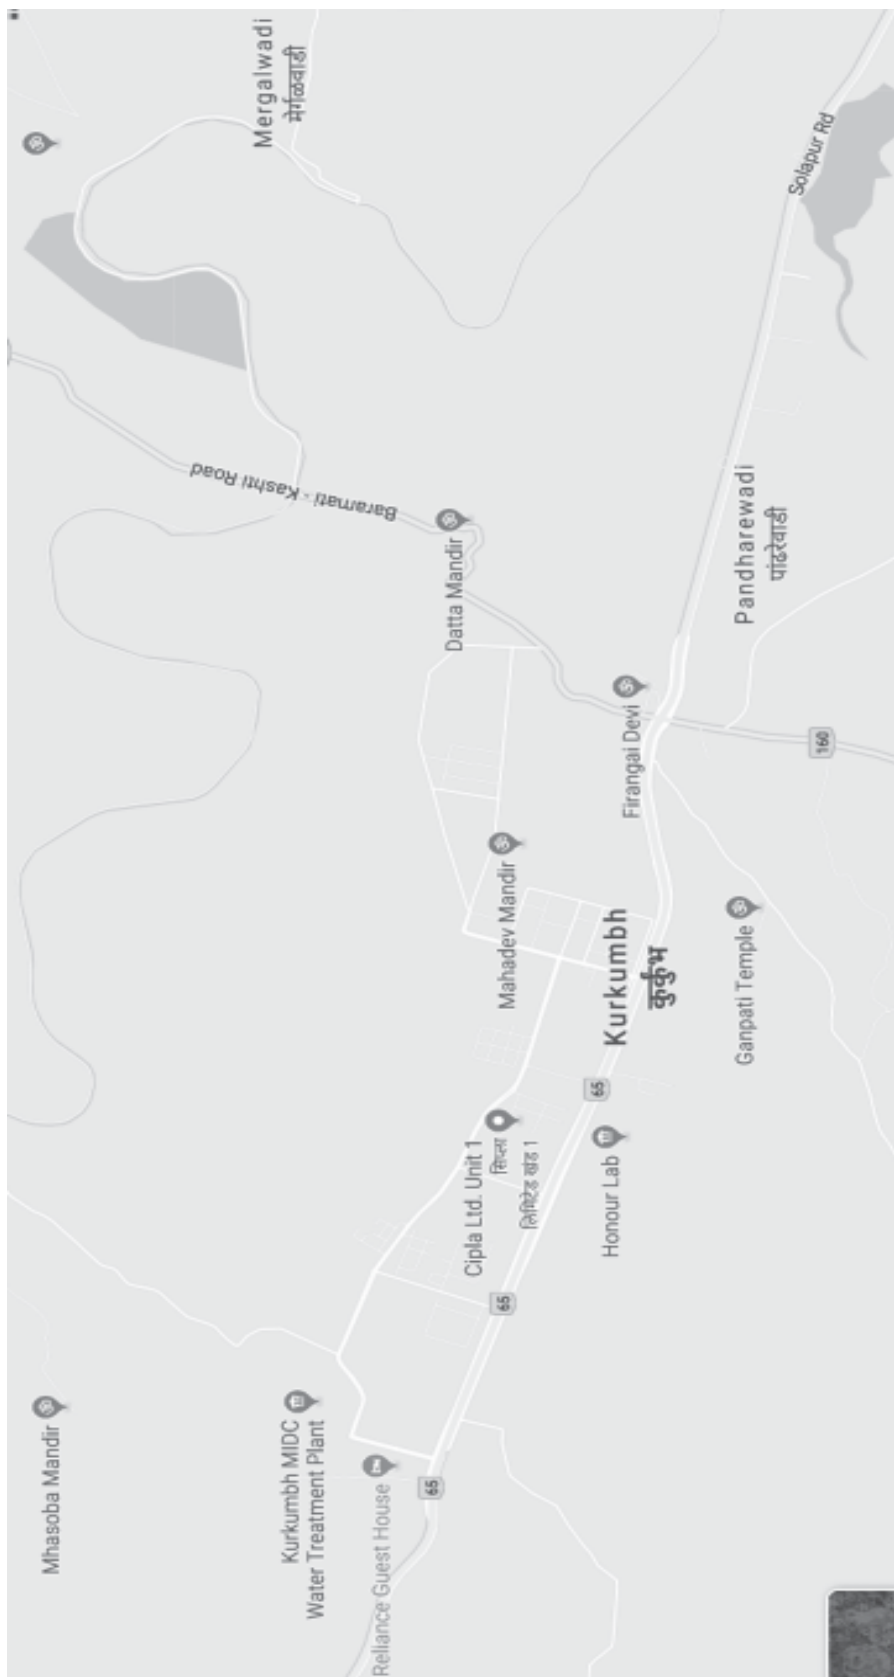 Mhasoba Mandir
Kurkumbh MIDC
Water Treatment Plant
Reliance Guest House
65
Mergalwadi
मेर्गळवाडी
Baramati - Kashti Road
Datta Mandir
Mahadev Mandir
Cipla Ltd. Unit 1
सिप्ला
लिमिटेड खंड 1
65
Honour Lab
65
Kurkumbh
कुरकुंभ
Firangai Devi
Ganpati Temple
Pandharewadi
पांढरेवाडी
160
Solapur Rd